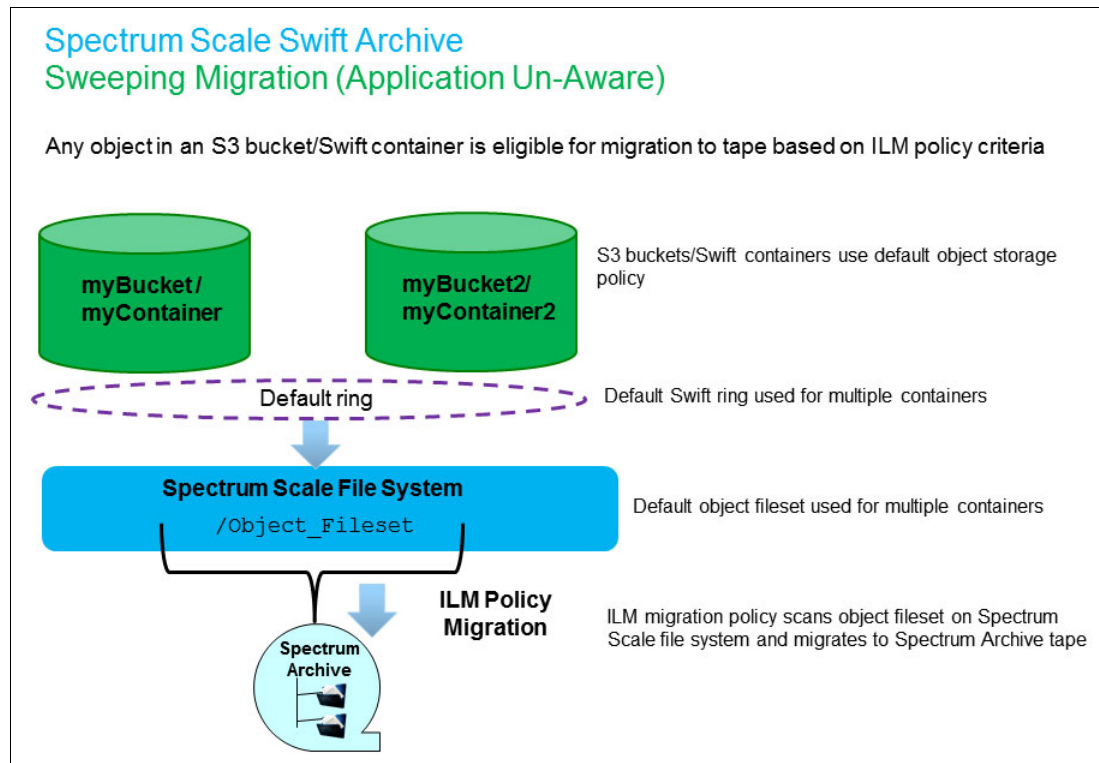 Spectrum Scale Swift Archive
Sweeping Migration (Application Un-Aware)
Any object in an S3 bucket/Swift container is eligible for migration to tape based on ILM policy criteria
myBucket/
myContainer
myBucket2/
myContainer2
S3 buckets/Swift containers use default object storage
policy
Default ring
Default Swift ring used for multiple containers
Spectrum Scale File System
/Object_Fileset
Default object fileset used for multiple containers
ILM Policy
Migration
ILM migration policy scans object fileset on Spectrum
Scale file system and migrates to Spectrum Archive tape
Spectrum
Archive